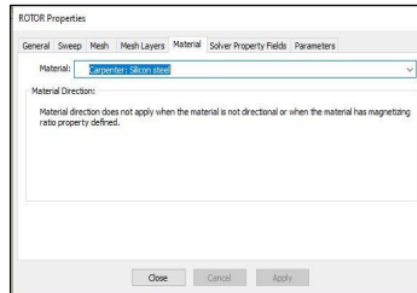 ROTOR Properties
General Sweep Mesh Mesh Layers Material Solver Property Fields Parameters
Material: Carpenter: Silicon steel
Material Direction:
Material direction does not apply when the material is not directional or when the material has magnetizing
ratio property defined.
Close Cancel Apply